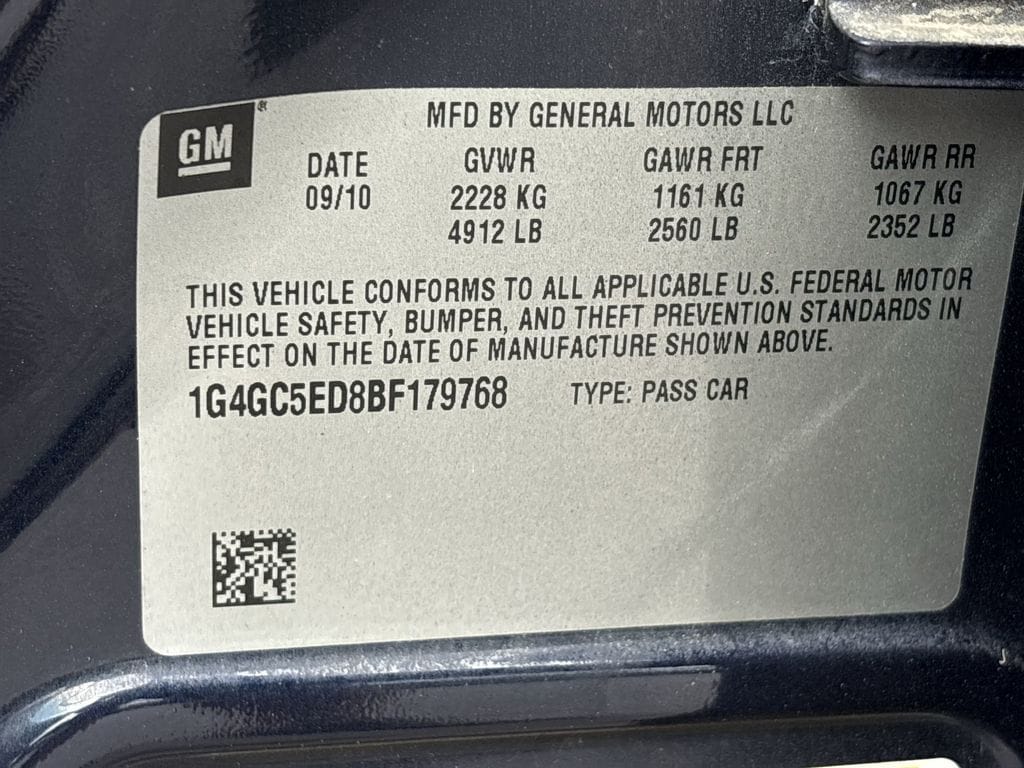 GM
®
MFD BY GENERAL MOTORS LLC
DATE GVWR GAWR FRT GAWR RR
09/10 2228 KG 1161 KG 1067 KG
4912 LB 2560 LB 2352 LB
THIS VEHICLE CONFORMS TO ALL APPLICABLE U.S. FEDERAL MOTOR
VEHICLE SAFETY, BUMPER, AND THEFT PREVENTION STANDARDS IN
EFFECT ON THE DATE OF MANUFACTURE SHOWN ABOVE.
1G4GC5ED8BF179768 TYPE: PASS CAR